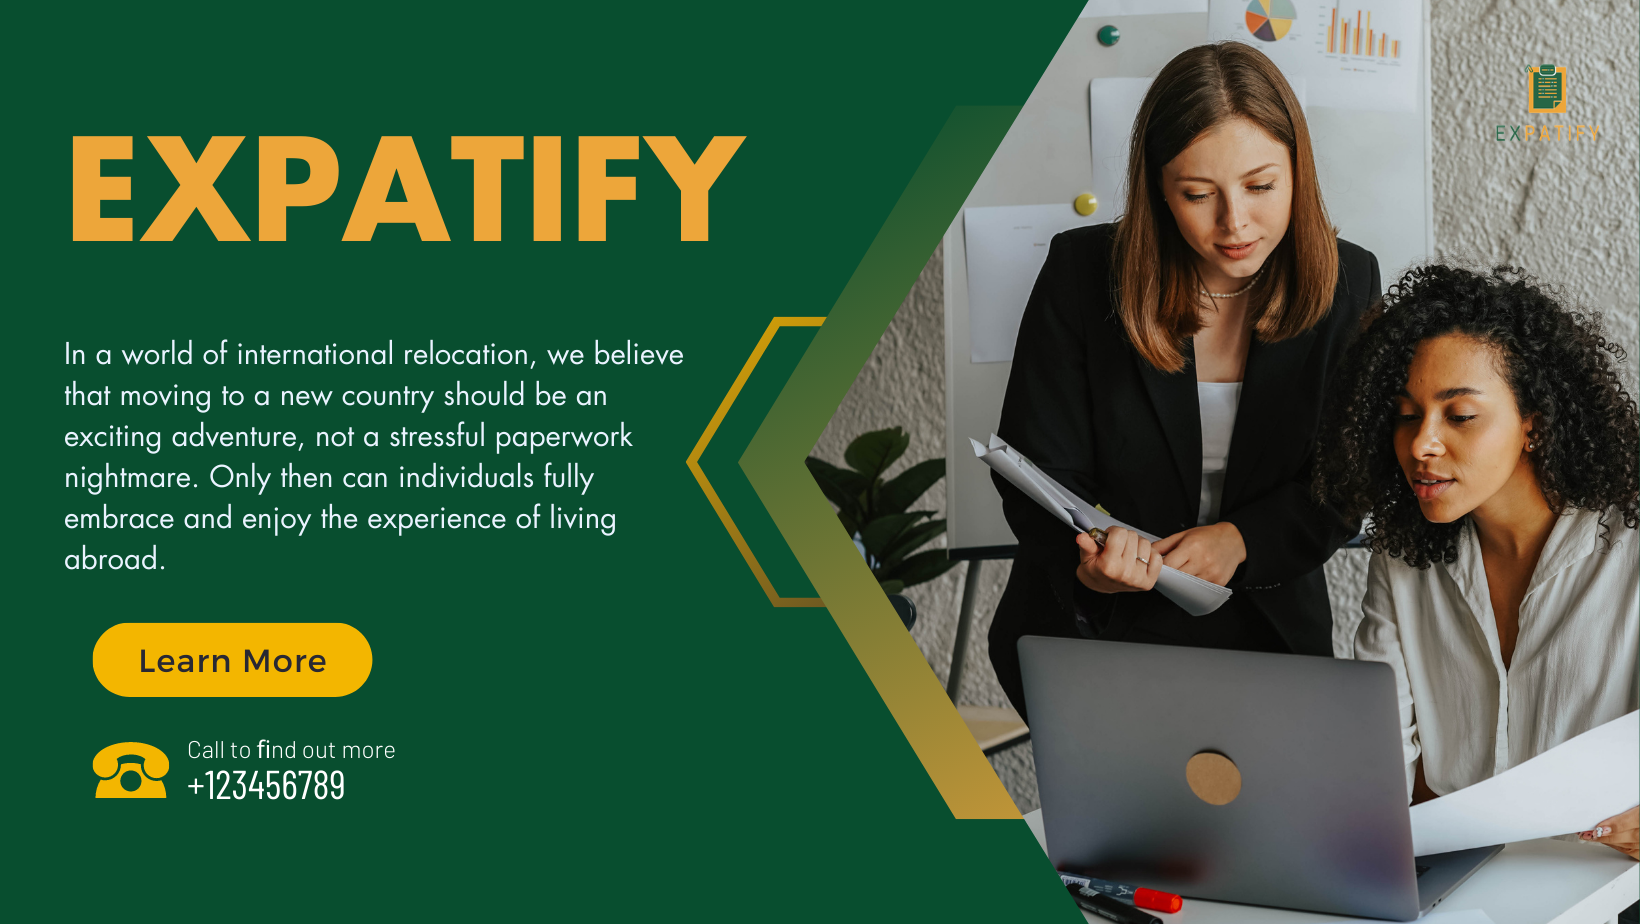 EXPATIFY
In a world of international relocation, we believe
that moving to a new country should be an
exciting adventure, not a stressful paperwork
nightmare. Only then can individuals fully
embrace and enjoy the experience of living
abroad.
Learn More
Call to find out more
+123456789
EXPATIFY